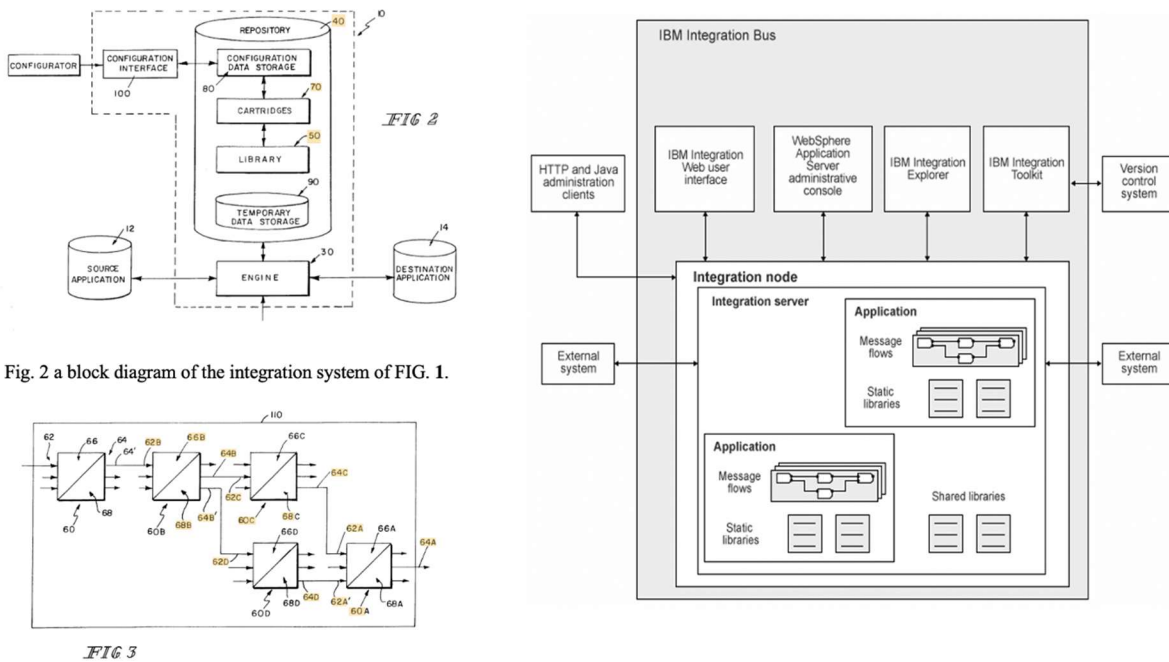 REPOSITORY
40
10
CONFIGURATOR
CONFIGURATION
INTERFACE
100
CONFIGURATION
DATA STORAGE
80
70
CARTRIDGES
FIG 2
50
LIBRARY
90
TEMPORARY
DATA STORAGE
12
SOURCE
APPLICATION
30
ENGINE
14
DESTINATION
APPLICATION
Fig. 2 a block diagram of the integration system of FIG. 1.
110
62
66
64
64'
62B
66B
64B
66C
64C
60
68
60B
68B
64B'
62C
60C
68C
62D
66D
62A
66A
64A
60D
68D
64D
62A'
60A
68A
FIG 3
IBM Integration Bus
HTTP and Java
administration
clients
IBM Integration
Web user
interface
WebSphere
Application
Server
administrative
console
IBM Integration
Explorer
IBM Integration
Toolkit
Version
control
system
Integration node
Integration server
Application
Message
flows
Static
libraries
External
system
External
system
Application
Message
flows
Static
libraries
Shared libraries